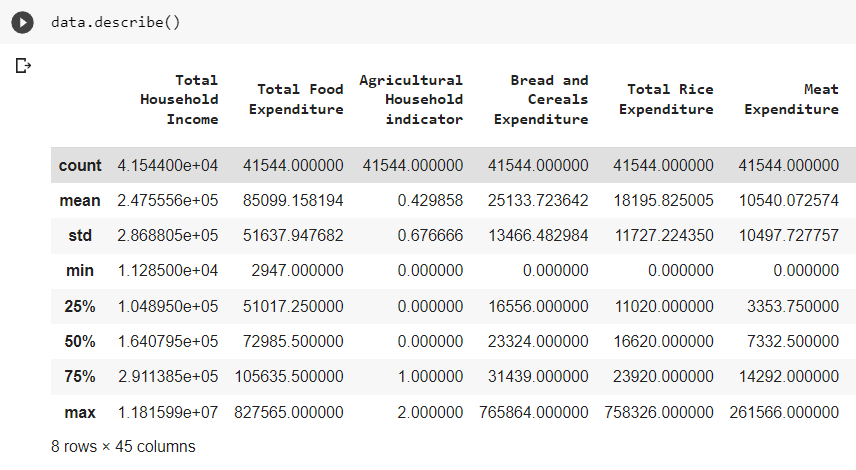 data.describe()
Total Household Income Total Food Expenditure Agricultural Household indicator Bread and Cereals Expenditure Total Rice Expenditure Meat Expenditure
count 4.154400e+04 41544.000000 41544.000000 41544.000000 41544.000000 41544.000000
mean 2.475556e+05 85099.158194 0.429858 25133.723642 18195.825005 10540.072574
std 2.868805e+05 51637.947682 0.676666 13466.482984 11727.224350 10497.727757
min 1.128500e+04 2947.000000 0.000000 0.000000 0.000000 0.000000
25% 1.048950e+05 51017.250000 0.000000 16556.000000 11020.000000 3353.750000
50% 1.640795e+05 72985.500000 0.000000 23324.000000 16620.000000 7332.500000
75% 2.911385e+05 105635.500000 1.000000 31439.000000 23920.000000 14292.000000
max 1.181599e+07 827565.000000 2.000000 765864.000000 758326.000000 261566.000000
8 rows × 45 columns